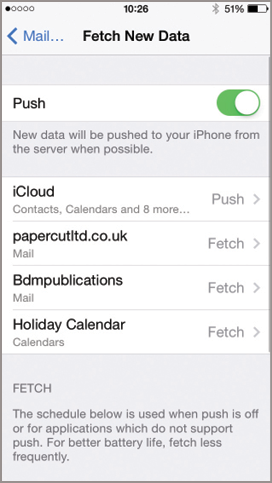 10:26 51%
Mail... Fetch New Data
Push
New data will be pushed to your iPhone from
the server when possible.
iCloud
Contacts, Calendars and 8 more...
Push
papercutltd.co.uk
Mail
Fetch
Bdmpublications
Mail
Fetch
Holiday Calendar
Calendars
Fetch
FETCH
The schedule below is used when push is off
or for applications which do not support
push. For better battery life, fetch less
frequently.